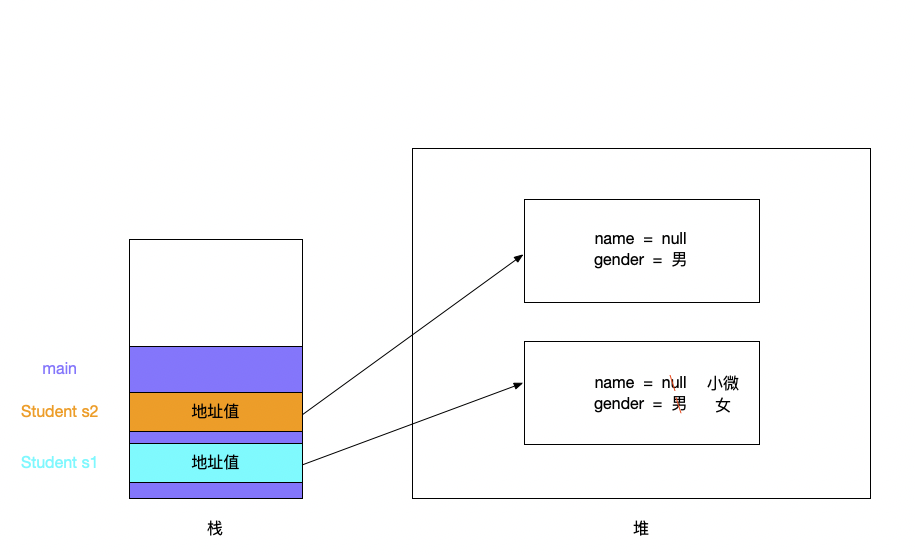 name = null
gender = 男
name = null 小微
gender = 男 女
main
Student s2
地址值
Student s1
地址值
栈
堆